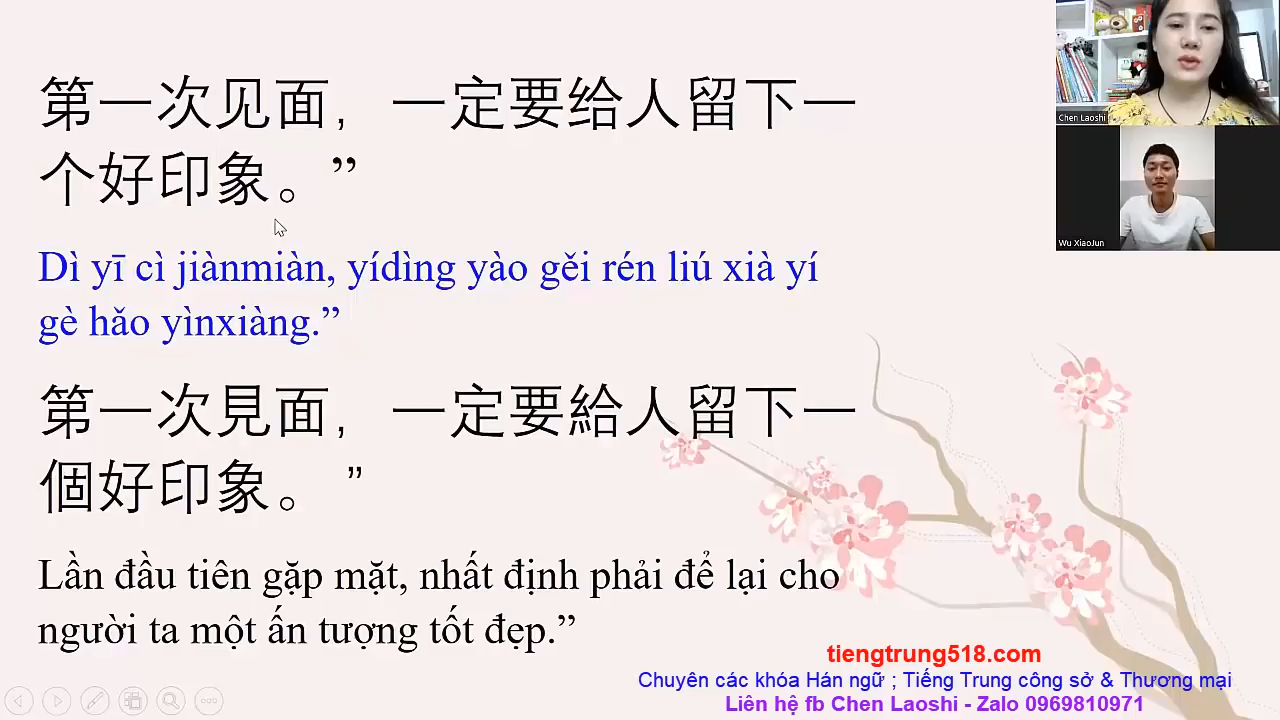 第一次见面，一定要给人留下一
个好印象。”
Dì yī cì jiànmiàn, yídìng yào gěi rén liú xià yí
gè hǎo yìnxiàng.”
第一次見面，一定要給人留下一
個好印象。”
Lần đầu tiên gặp mặt, nhất định phải để lại cho
người ta một ấn tượng tốt đẹp.”
Chen Laoshi
Wu XiaoJun
tiengtrung518.com
Chuyên các khóa Hán ngữ ; Tiếng Trung công sở & Thương mại
Liên hệ fb Chen Laoshi - Zalo 0969810971